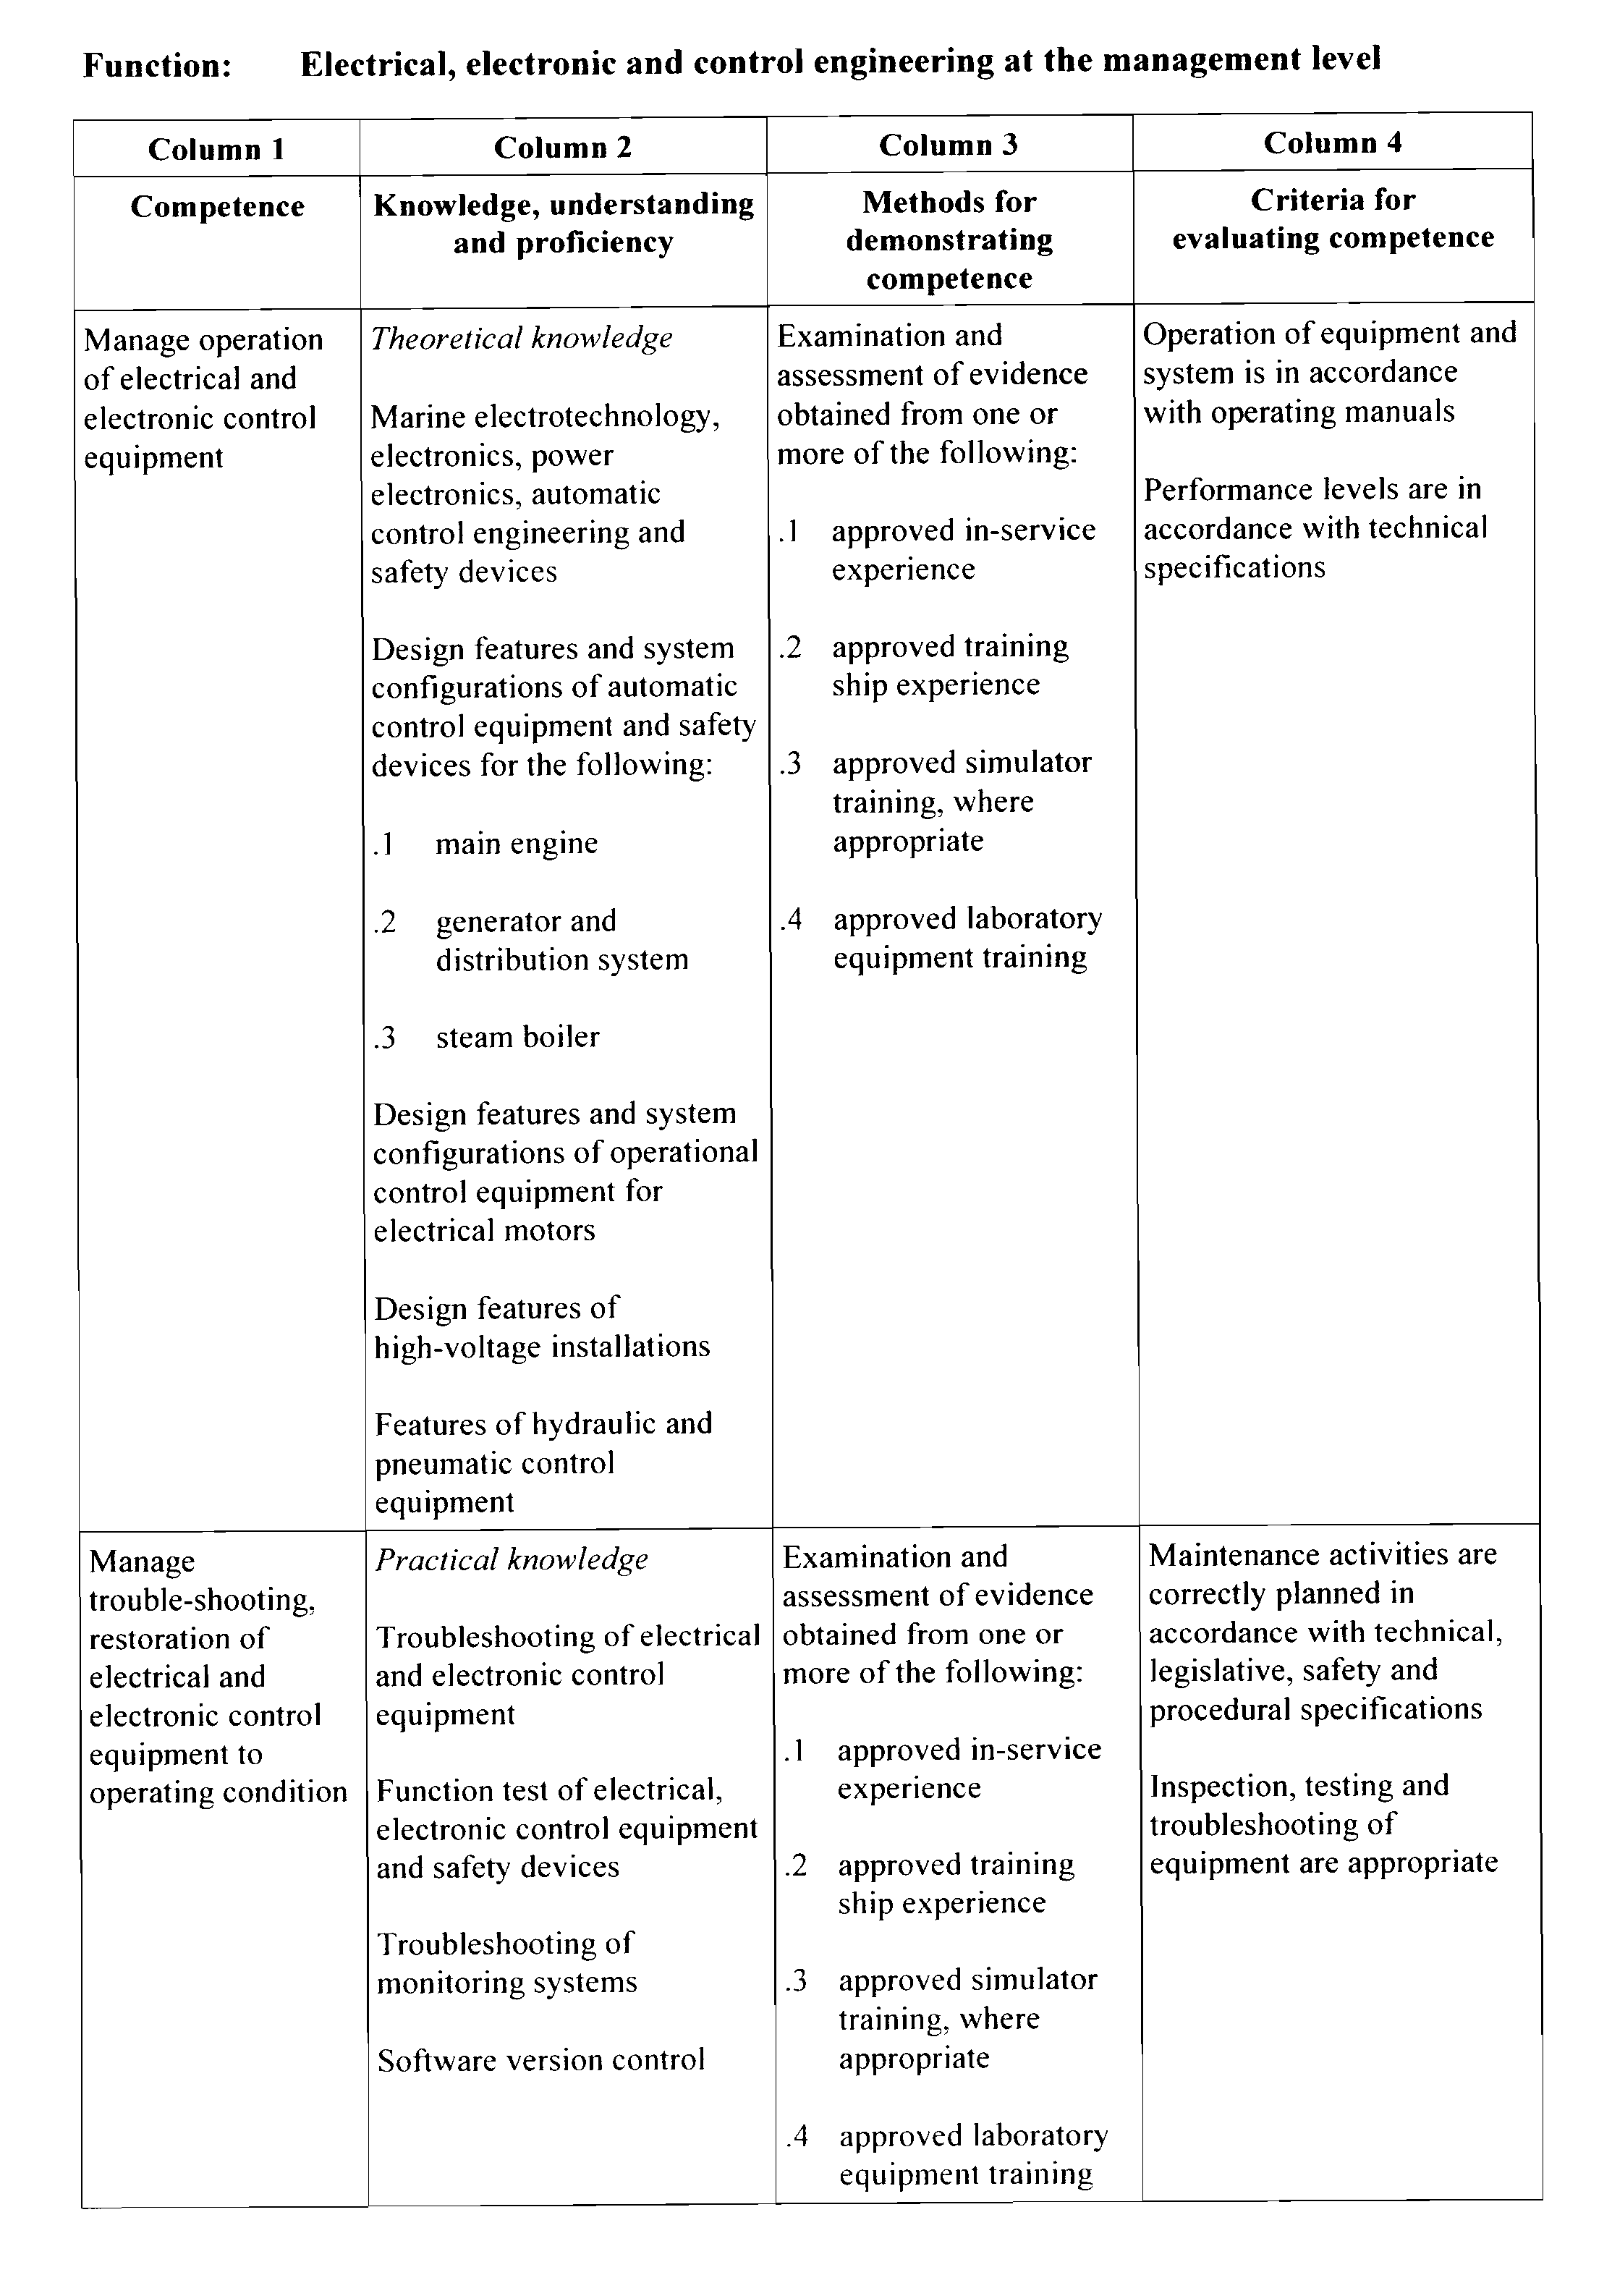 Function: Electrical, electronic and control engineering at the management level
Column 1
Column 2
Column 3
Column 4
Competence
Knowledge, understanding
and proficiency
Methods for
demonstrating
competence
Criteria for
evaluating competence
Manage operation
of electrical and
electronic control
equipment
Theoretical knowledge
Marine electrotechnology,
electronics, power
electronics, automatic
control engineering and
safety devices
Design features and system
configurations of automatic
control equipment and safety
devices for the following:
.1 main engine
.2 generator and
distribution system
.3 steam boiler
Design features and system
configurations of operational
control equipment for
electrical motors
Design features of
high-voltage installations
Features of hydraulic and
pneumatic control
equipment
Examination and
assessment of evidence
obtained from one or
more of the following:
.1 approved in-service
experience
.2 approved training
ship experience
.3 approved simulator
training, where
appropriate
.4 approved laboratory
equipment training
Operation of equipment and
system is in accordance
with operating manuals
Performance levels are in
accordance with technical
specifications
Manage
trouble-shooting,
restoration of
electrical and
electronic control
equipment to
operating condition
Practical knowledge
Troubleshooting of electrical
and electronic control
equipment
Function test of electrical,
electronic control equipment
and safety devices
Troubleshooting of
monitoring systems
Software version control
Examination and
assessment of evidence
obtained from one or
more of the following:
.1 approved in-service
experience
.2 approved training
ship experience
.3 approved simulator
training, where
appropriate
.4 approved laboratory
equipment training
Maintenance activities are
correctly planned in
accordance with technical,
legislative, safety and
procedural specifications
Inspection, testing and
troubleshooting of
equipment are appropriate